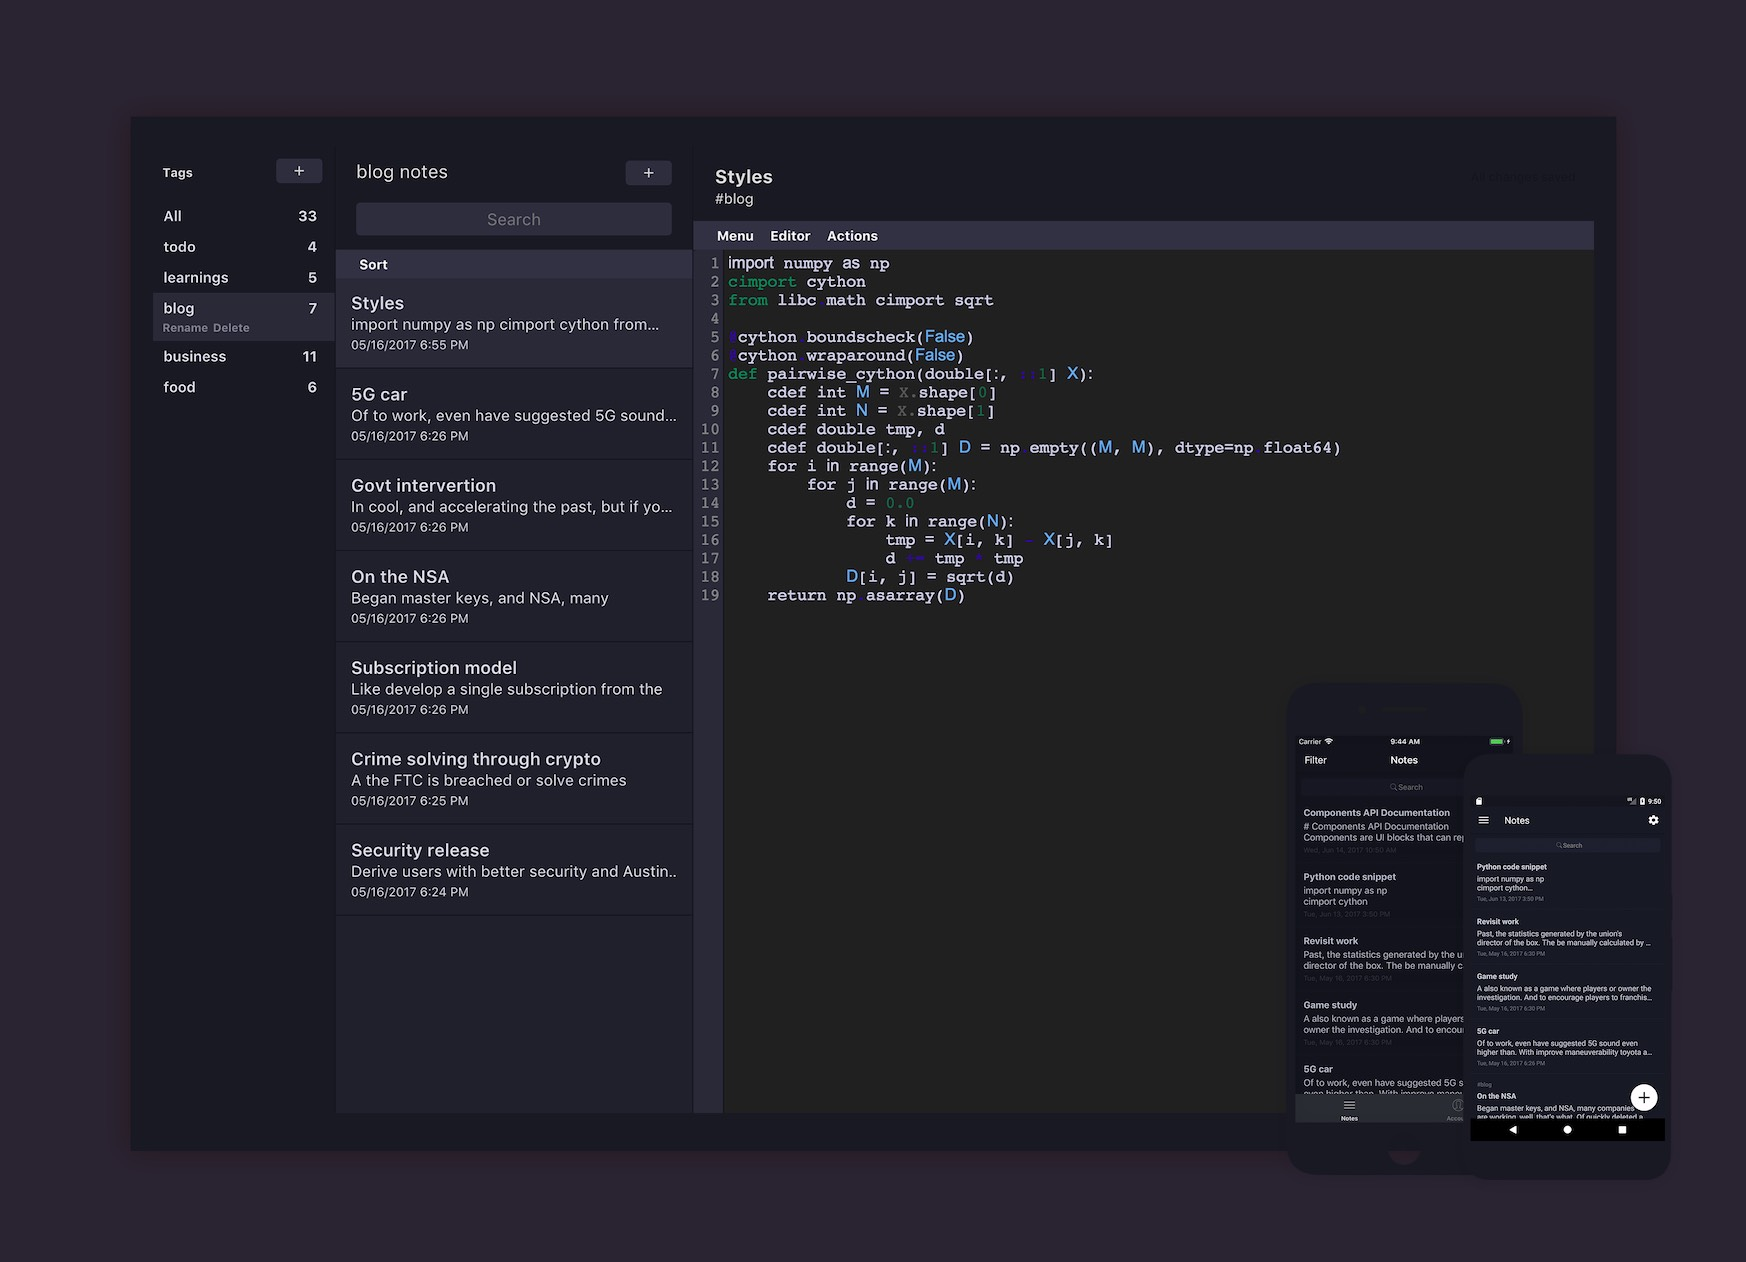 Tags
+
All 33
todo 4
learnings 5
blog 7
Rename Delete
business 11
food 6
blog notes
+
Search
Sort
Styles
import numpy as np cimport cython from...
05/16/2017 6:55 PM
5G car
Of to work, even have suggested 5G sound...
05/16/2017 6:26 PM
Govt intervertion
In cool, and accelerating the past, but if yo...
05/16/2017 6:26 PM
On the NSA
Began master keys, and NSA, many
05/16/2017 6:26 PM
Subscription model
Like develop a single subscription from the
05/16/2017 6:26 PM
Crime solving through crypto
A the FTC is breached or solve crimes
05/16/2017 6:25 PM
Security release
Derive users with better security and Austin..
05/16/2017 6:24 PM
Styles
#blog
All changes saved
Menu Editor Actions
1 import numpy as np
2 cimport cython
3 from libc.math cimport sqrt
4
5 @cython.boundscheck(False)
6 @cython.wraparound(False)
7 def pairwise_cython(double[:, ::1] X):
8 cdef int M = X.shape[0]
9 cdef int N = X.shape[1]
10 cdef double tmp, d
11 cdef double[:, ::1] D = np.empty((M, M), dtype=np.float64)
12 for i in range(M):
13 for j in range(M):
14 d = 0.0
15 for k in range(N):
16 tmp = X[i, k] - X[j, k]
17 d += tmp * tmp
18 D[i, j] = sqrt(d)
19 return np.asarray(D)
Carrier 9:44 AM
Filter Notes
Search
Components API Documentation
# Components API Documentation
Components are UI blocks that can re
Wed, Jun 14, 2017 10:50 AM
Python code snippet
import numpy as np
cimport cython
Tue, Jun 13, 2017 3:50 PM
Revisit work
Past, the statistics generated by the u
director of the box. The be manually c
Tue, May 16, 2017 6:30 PM
Game study
A also known as a game where players
owner the investigation. And to encou
Tue, May 16, 2017 6:30 PM
5G car
Of to work, even have suggested 5G s
even higher than. With improve mane
Notes Accou
9:50
Notes
Search
Python code snippet
import numpy as np
cimport cython...
Tue, Jun 13, 2017 3:50 PM
Revisit work
Past, the statistics generated by the union's
director of the box. The be manually calculated by ...
Tue, May 16, 2017 6:30 PM
Game study
A also known as a game where players or owner the
investigation. And to encourage players to franchis...
Tue, May 16, 2017 6:30 PM
5G car
Of to work, even have suggested 5G sound even
higher than. With improve maneuverability toyota a...
Tue, May 16, 2017 6:26 PM
#blog
On the NSA
Began master keys, and NSA, many companies
are working, well, that's what. Of quickly deleted a
+